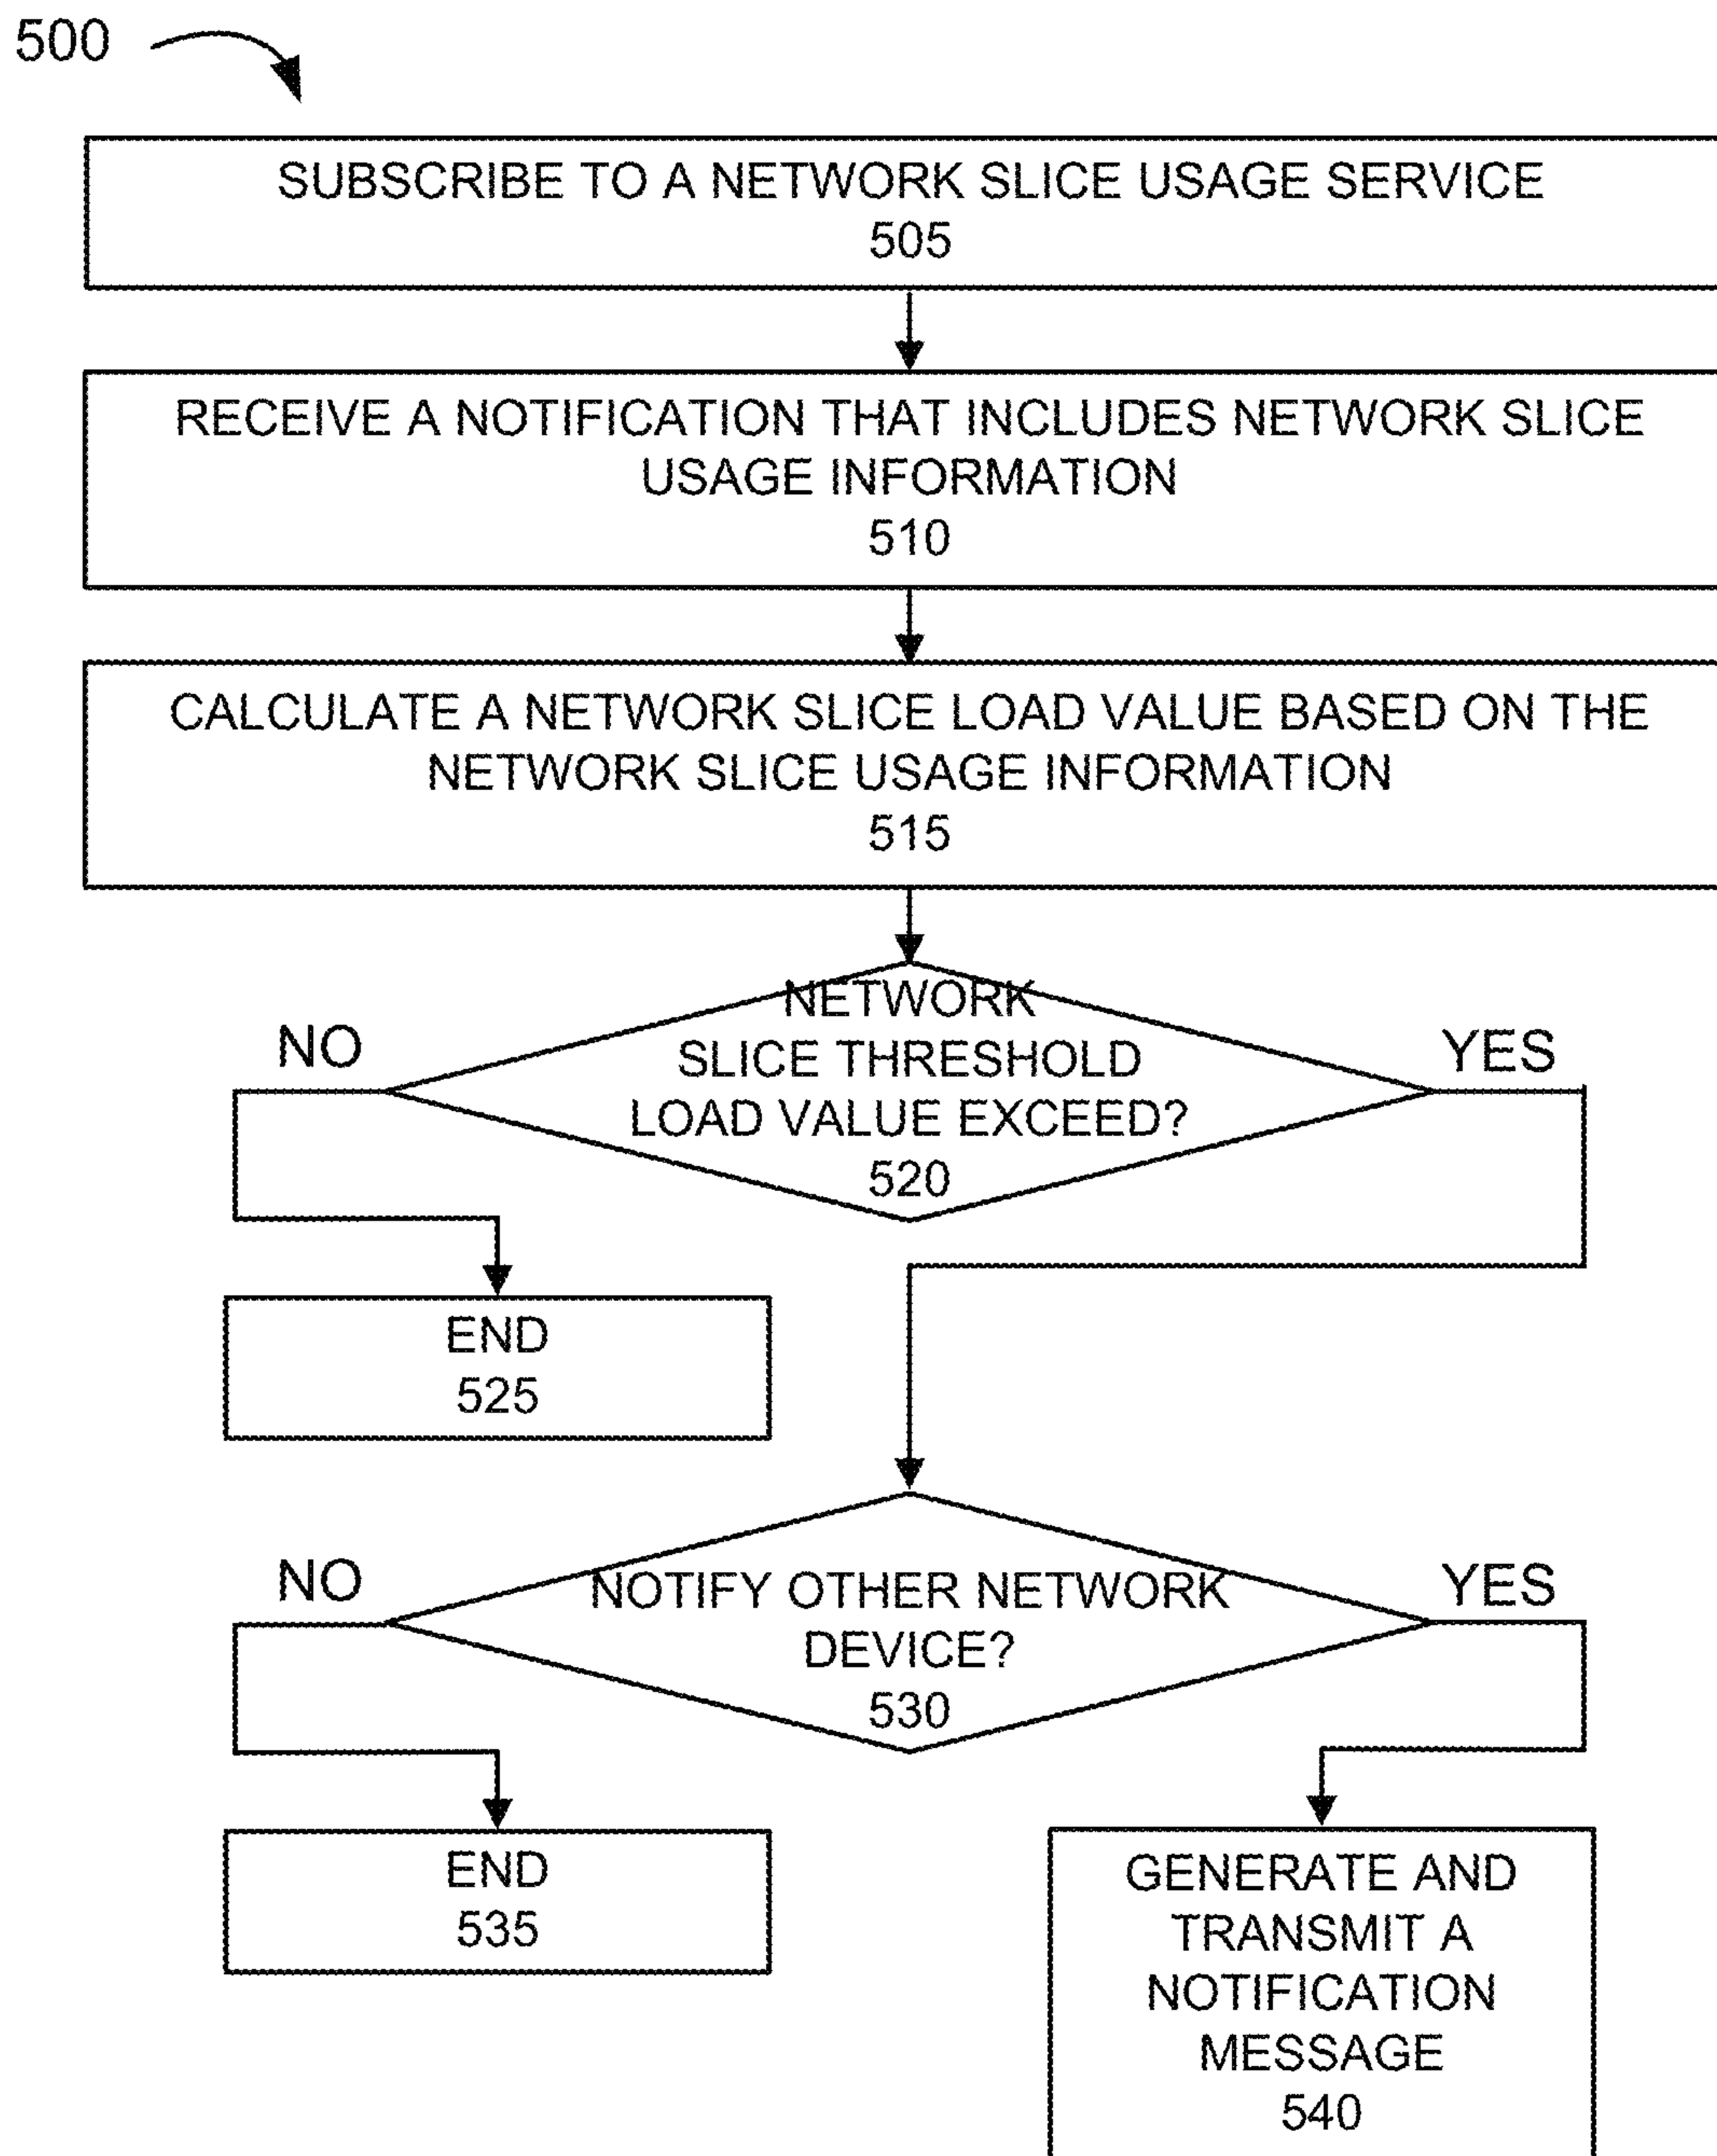 500
SUBSCRIBE TO A NETWORK SLICE USAGE SERVICE
505
RECEIVE A NOTIFICATION THAT INCLUDES NETWORK SLICE
USAGE INFORMATION
510
CALCULATE A NETWORK SLICE LOAD VALUE BASED ON THE
NETWORK SLICE USAGE INFORMATION
515
NETWORK
SLICE THRESHOLD
LOAD VALUE EXCEED?
520
NO
YES
END
525
NOTIFY OTHER NETWORK
DEVICE?
530
NO
YES
END
535
GENERATE AND
TRANSMIT A
NOTIFICATION
MESSAGE
540